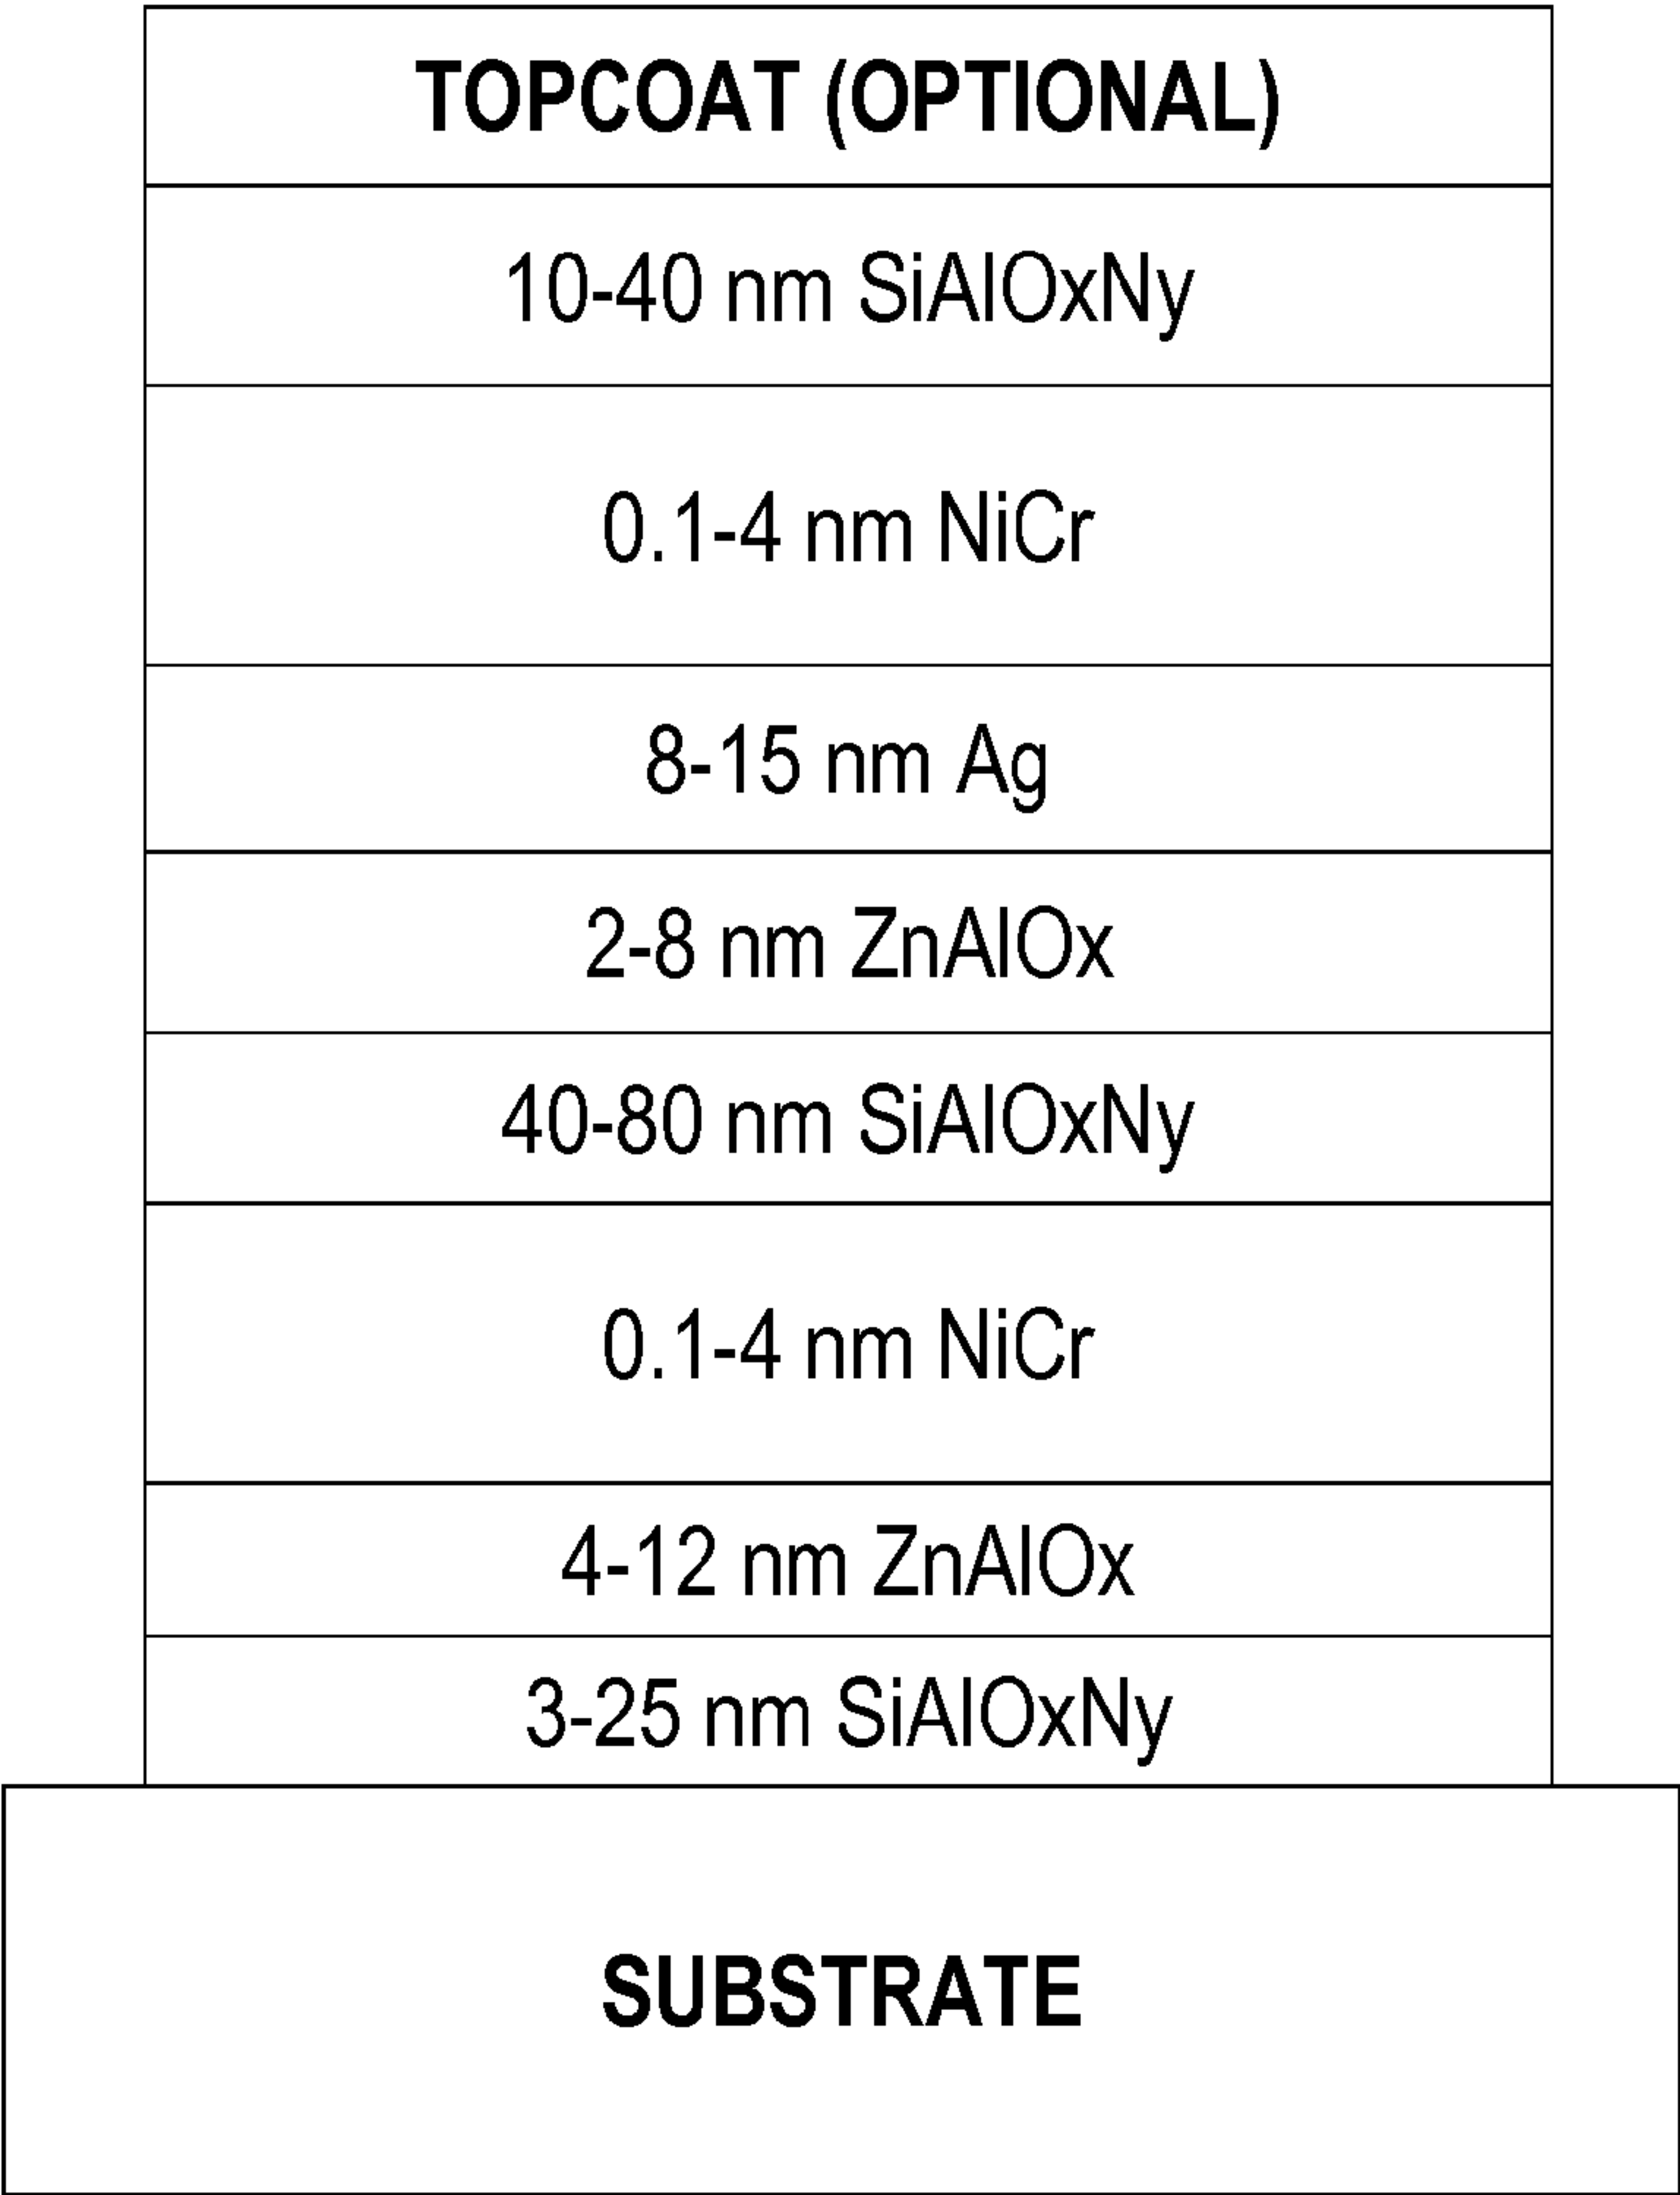 TOPCOAT (OPTIONAL)
10-40 nm SiAlOxNy
0.1-4 nm NiCr
8-15 nm Ag
2-8 nm ZnAlOx
40-80 nm SiAlOxNy
0.1-4 nm NiCr
4-12 nm ZnAlOx
3-25 nm SiAlOxNy
SUBSTRATE